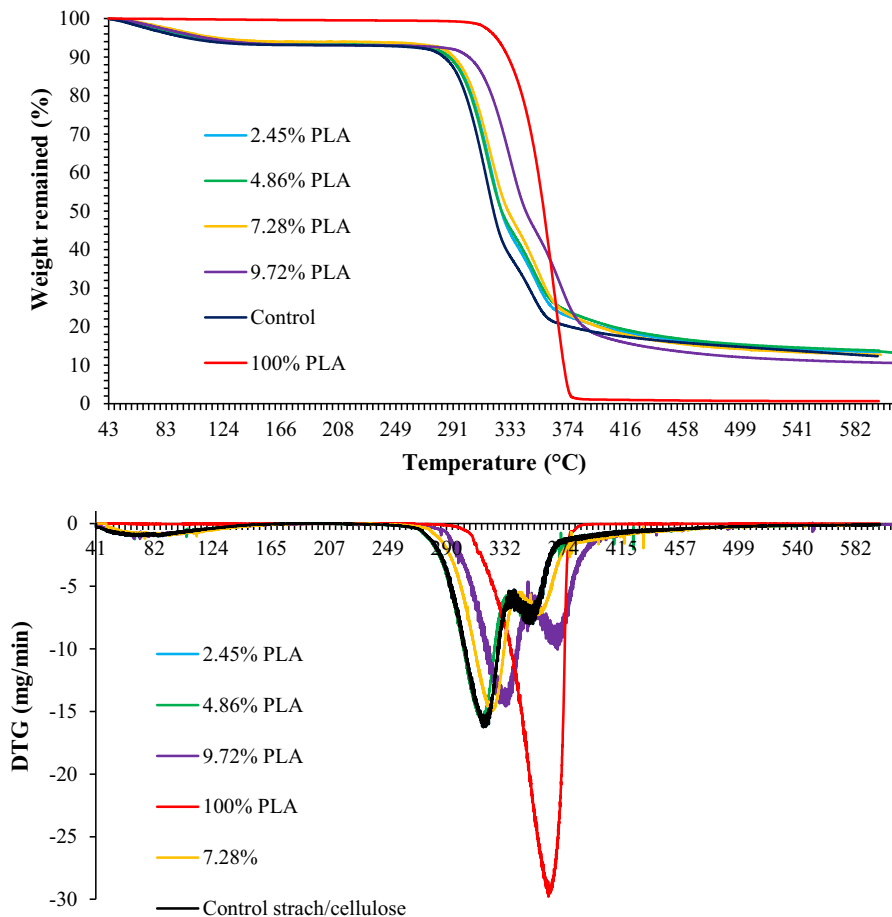 100
90
80
70
60
50
40
30
20
10
0
Weight remained (%)
2.45% PLA
4.86% PLA
7.28% PLA
9.72% PLA
Control
100% PLA
43 83 124 166 208 249 291 333 374 416 458 499 541 582
Temperature (°C)
0
-5
-10
-15
-20
-25
-30
DTG (mg/min)
41 82 124 165 207 249 290 332 374 415 457 499 540 582
2.45% PLA
4.86% PLA
9.72% PLA
100% PLA
7.28%
Control strach/cellulose